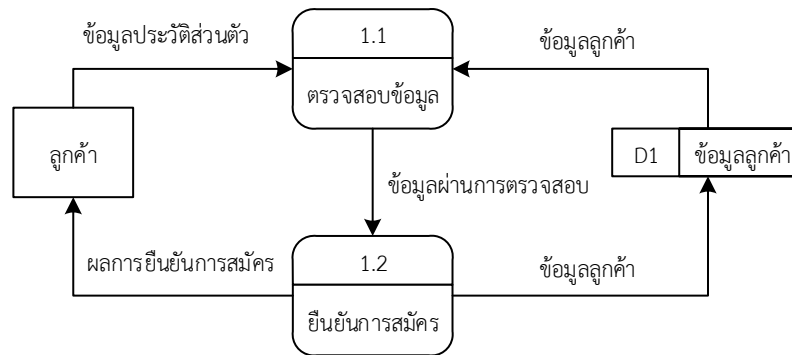 ข้อมูลประวัติส่วนตัว
1.1
ตรวจสอบข้อมูล
ข้อมูลลูกค้า
ลูกค้า
D1
ข้อมูลลูกค้า
ข้อมูลผ่านการตรวจสอบ
ผลการยืนยันการสมัคร
1.2
ยืนยันการสมัคร
ข้อมูลลูกค้า